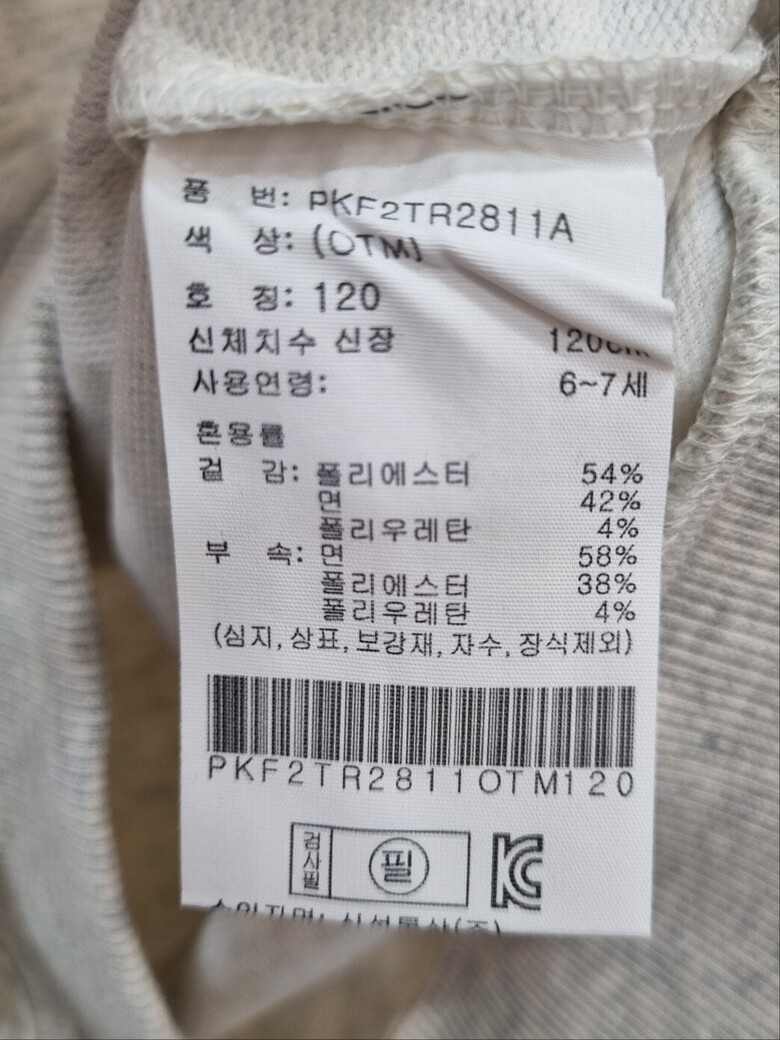 품 번: PKF2TR2811A
색 상: (OTM)
호 칭: 120
신체치수 신장 120cm
사용연령: 6~7세
혼용률
겉 감: 폴리에스터 54%
면 42%
폴리우레탄 4%
부 속: 면 58%
폴리에스터 38%
폴리우레탄 4%
(심지, 상표, 보강재, 자수, 장식제외)
PKF2TR2811OTM120
검사필 필 KC